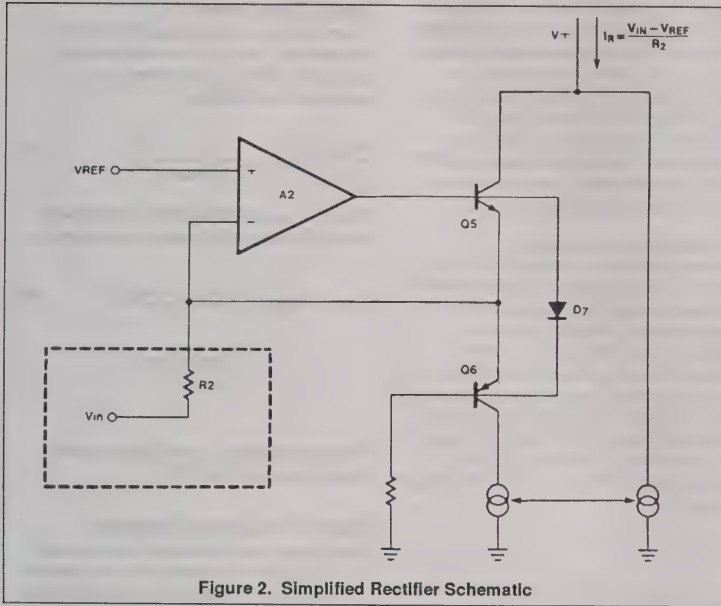 V+
IR = VIN – VREF
R2
VREF
+
A2
–
Q5
D7
R2
Q6
Vin
Figure 2. Simplified Rectifier Schematic